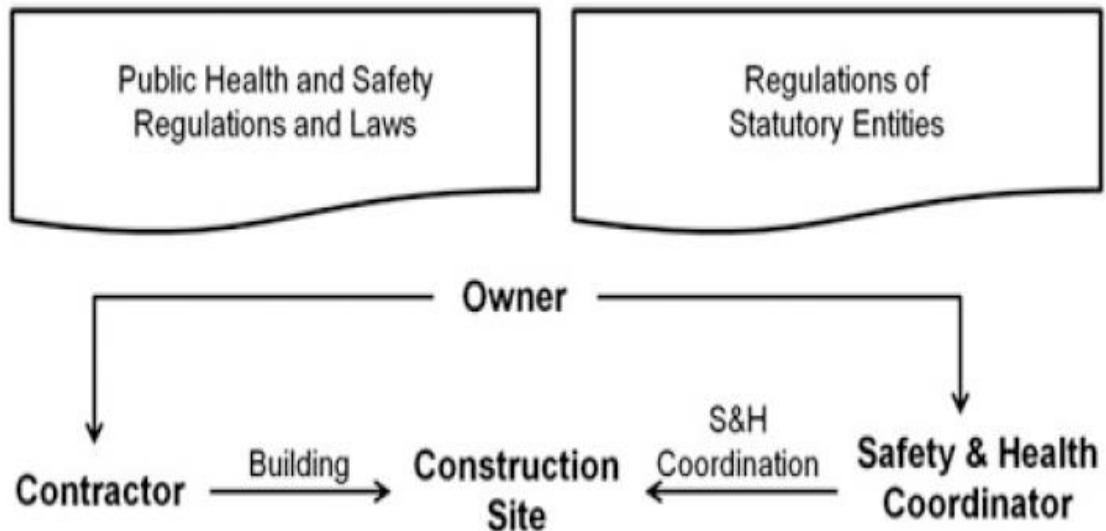 Public Health and Safety
Regulations and Laws
Regulations of
Statutory Entities
Owner
Contractor
Building
Construction
Site
S&H
Coordination
Safety & Health
Coordinator